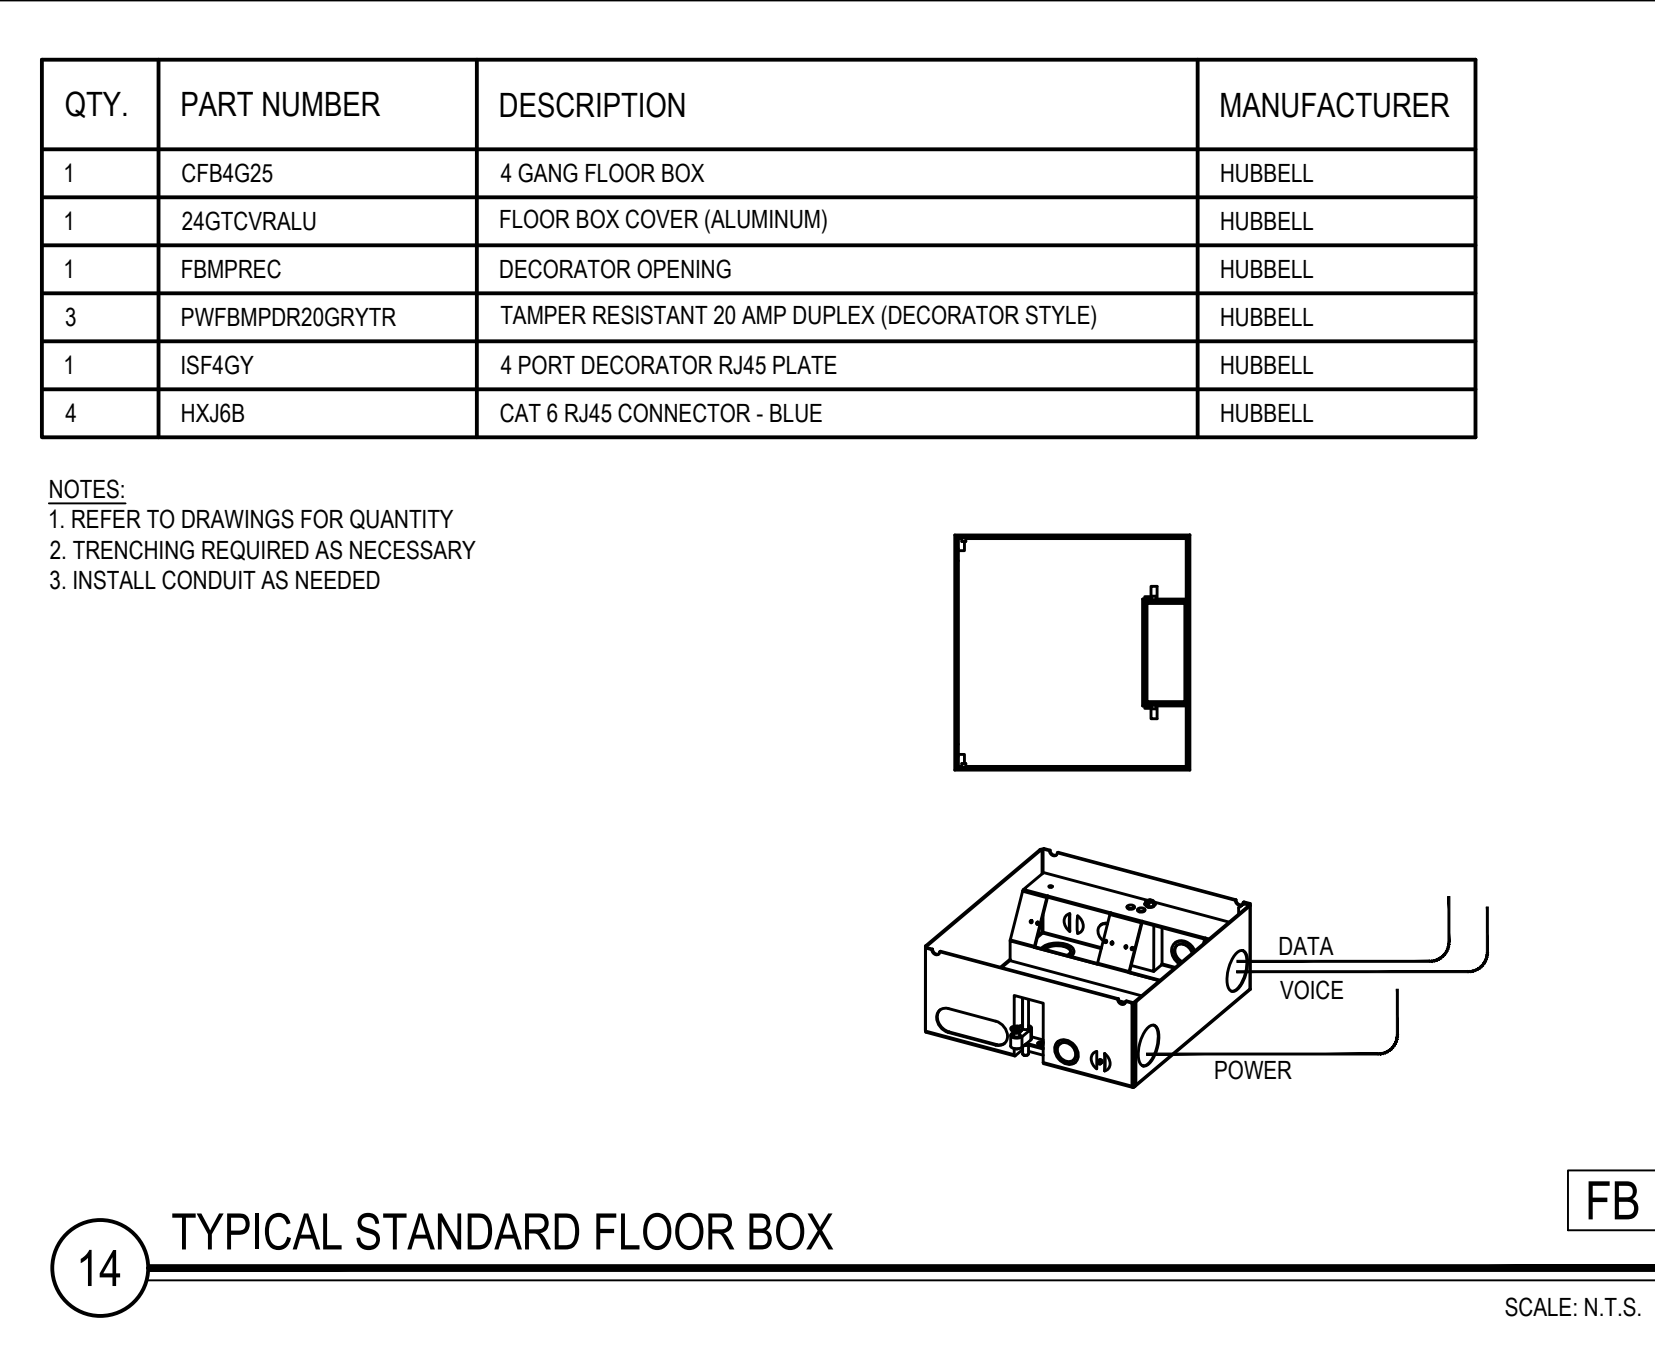 QTY. PART NUMBER DESCRIPTION MANUFACTURER
1 CFB4G25 4 GANG FLOOR BOX HUBBELL
1 24GTCVRALU FLOOR BOX COVER (ALUMINUM) HUBBELL
1 FBMPREC DECORATOR OPENING HUBBELL
3 PWFBMPDR20GRYTR TAMPER RESISTANT 20 AMP DUPLEX (DECORATOR STYLE) HUBBELL
1 ISF4GY 4 PORT DECORATOR RJ45 PLATE HUBBELL
4 HXJ6B CAT 6 RJ45 CONNECTOR - BLUE HUBBELL
NOTES:
1. REFER TO DRAWINGS FOR QUANTITY
2. TRENCHING REQUIRED AS NECESSARY
3. INSTALL CONDUIT AS NEEDED
DATA
VOICE
POWER
FB
14 TYPICAL STANDARD FLOOR BOX
SCALE: N.T.S.